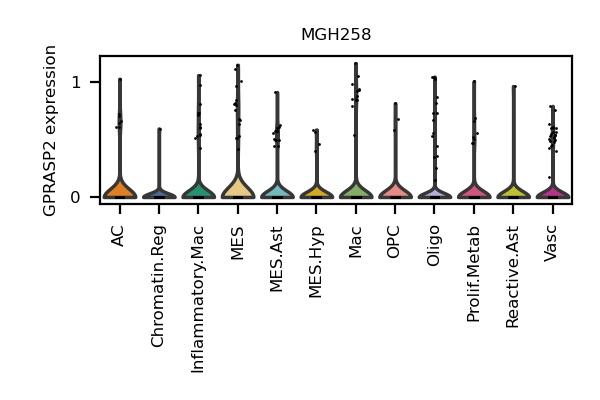 MGH258
GPRASP2 expression
1
0
AC
Chromatin.Reg
Inflammatory.Mac
MES
MES.Ast
MES.Hyp
Mac
OPC
Oligo
Prolif.Metab
Reactive.Ast
Vasc